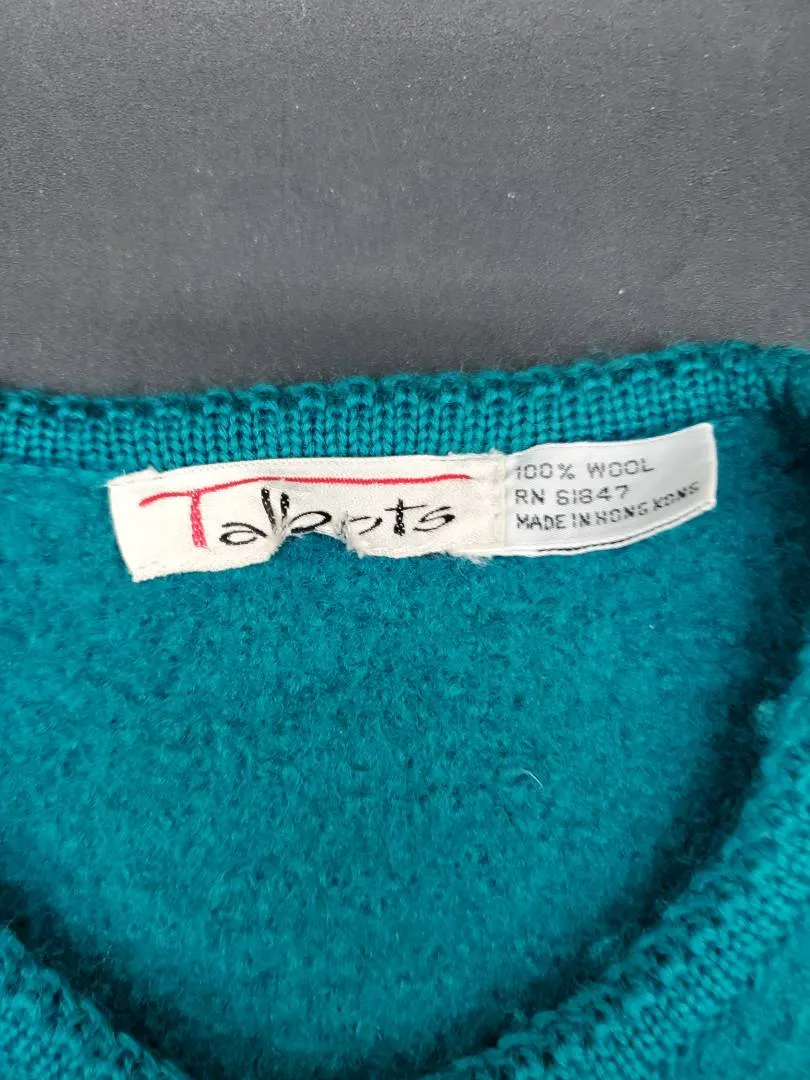 Talbots
100% WOOL
RN 61847
MADE IN HONG KONG